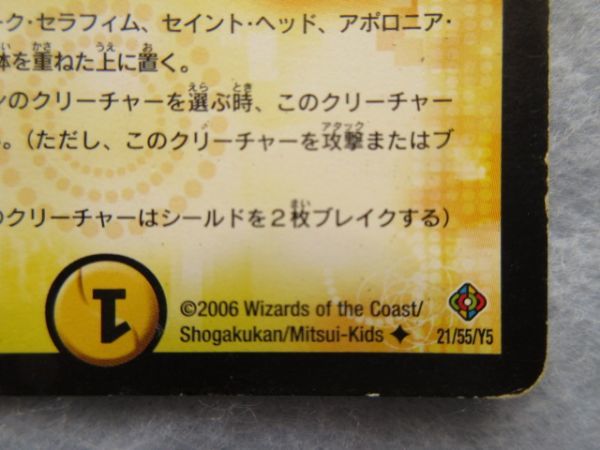 ーク・セラフィム、セイント・ヘッド、アポロニア・
体を重ねた上に置く。
ンのクリーチャーを選ぶ時、このクリーチャー
。（ただし、このクリーチャーを攻撃またはブ
のクリーチャーはシールドを２枚ブレイクする）
1
©2006 Wizards of the Coast/
Shogakukan/Mitsui-Kids
21/55/Y5